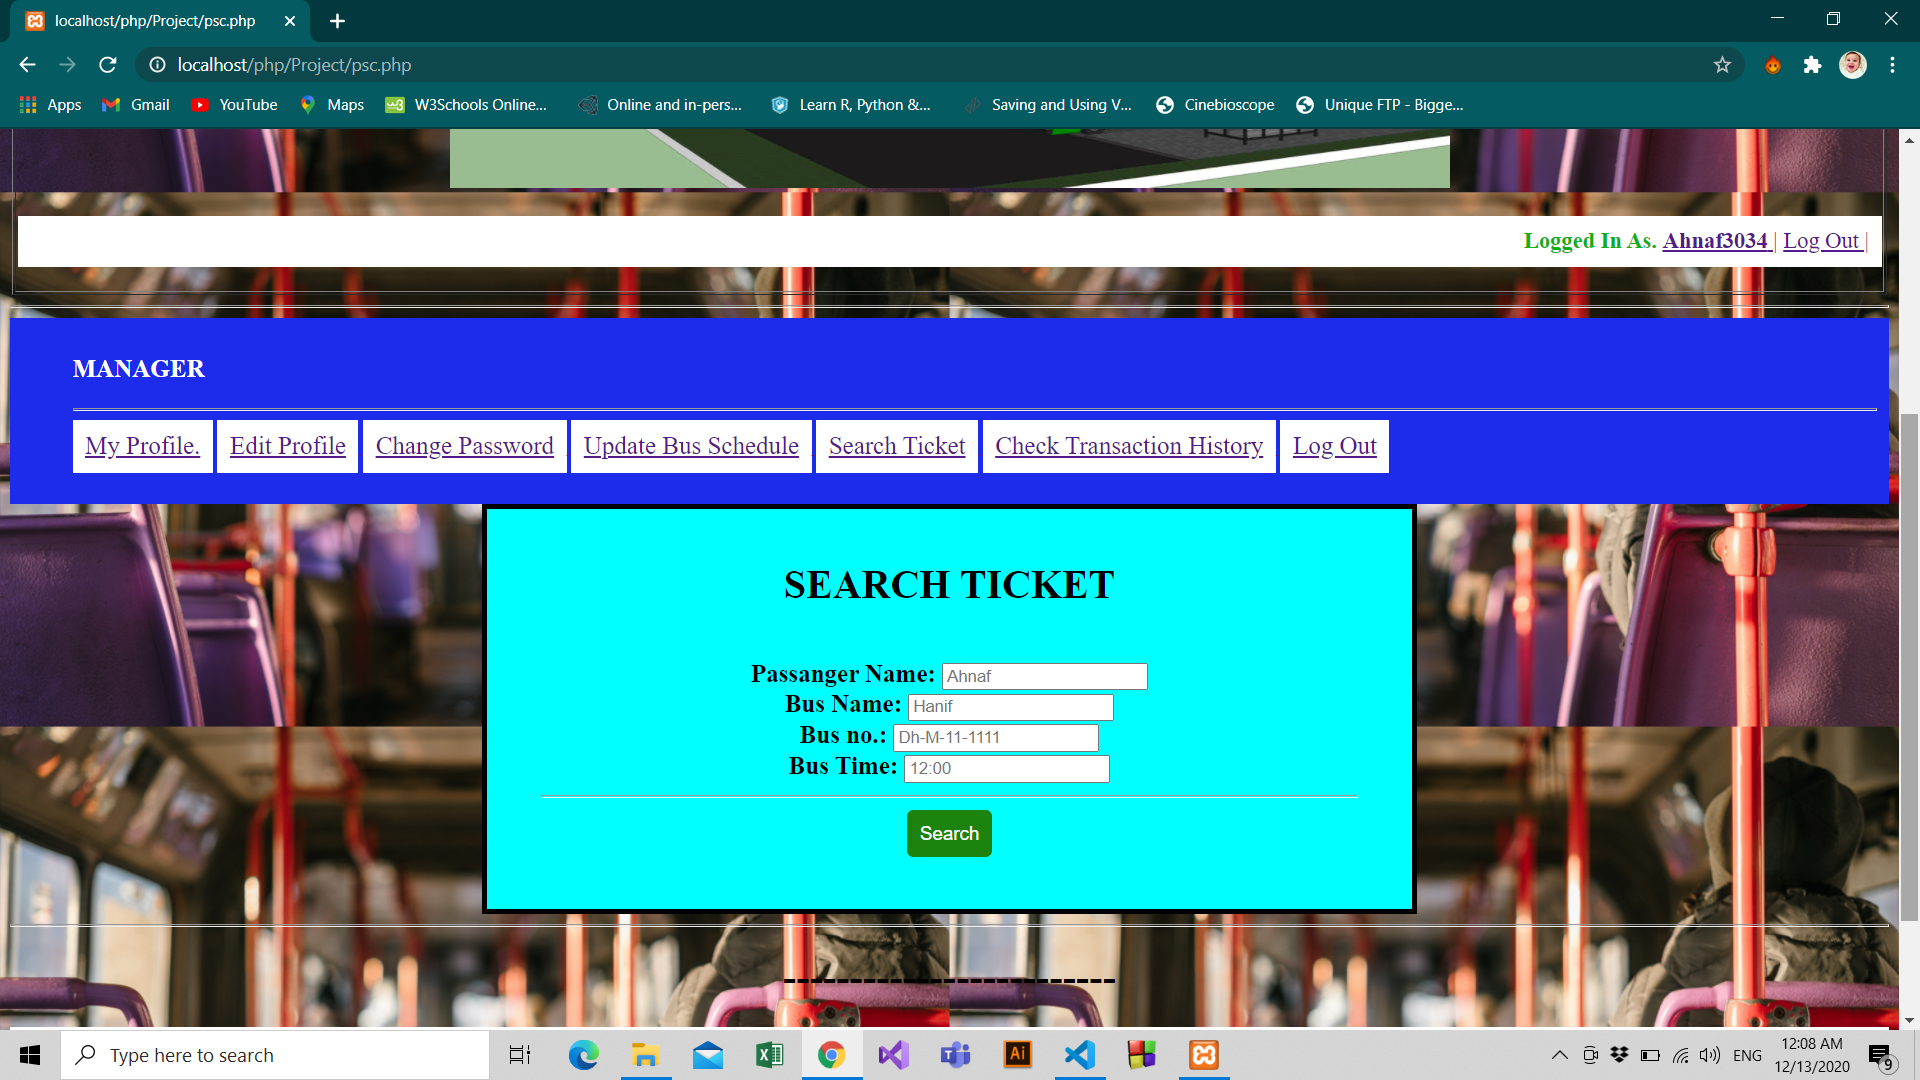 localhost/php/Project/psc.php
localhost/php/Project/psc.php
Apps Gmail YouTube Maps W3Schools Online... Online and in-pers... Learn R, Python &... Saving and Using V... Cinebioscope Unique FTP - Bigge...
Logged In As. Ahnaf3034 | Log Out |
MANAGER
My Profile. Edit Profile Change Password Update Bus Schedule Search Ticket Check Transaction History Log Out
SEARCH TICKET
Passanger Name: Ahnaf
Bus Name: Hanif
Bus no.: Dh-M-11-1111
Bus Time: 12:00
Search
Type here to search
ENG
12:08 AM
12/13/2020
9